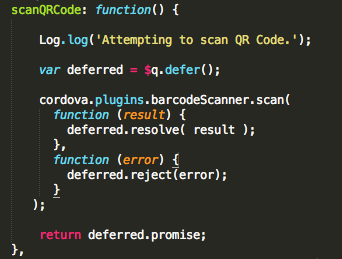 scanQRCode: function() {
Log.log('Attempting to scan QR Code.');
var deferred = $q.defer();
cordova.plugins.barcodeScanner.scan(
function (result) {
deferred.resolve( result );
},
function (error) {
deferred.reject(error);
}
);
return deferred.promise;
},